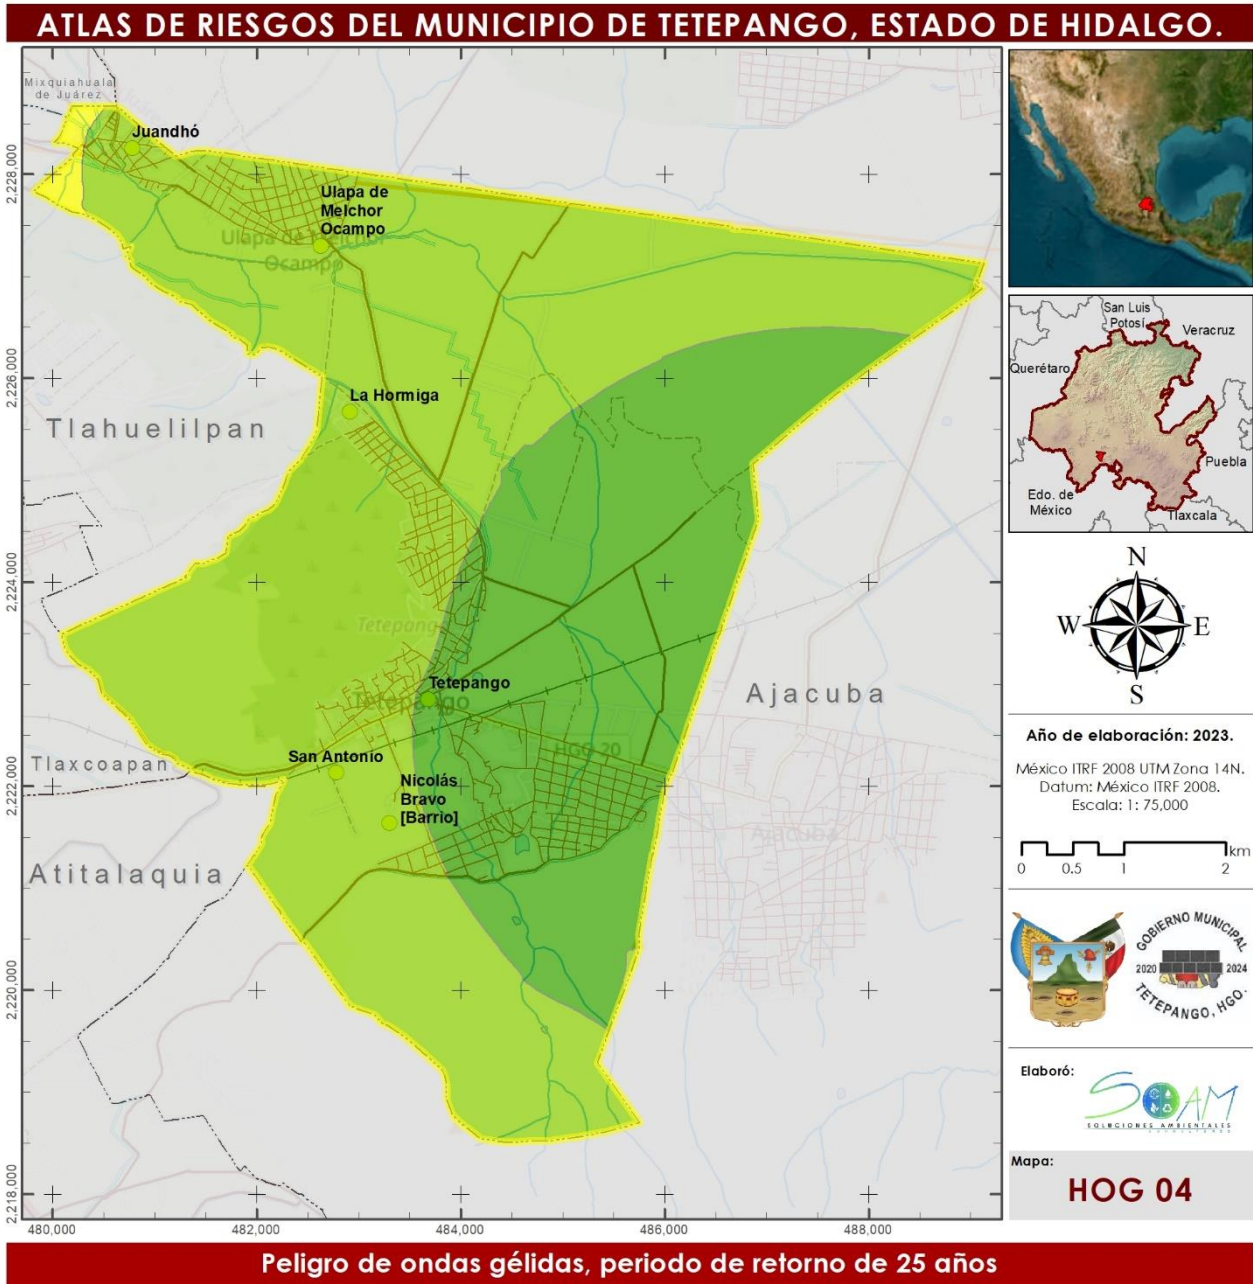 ATLAS DE RIESGOS DEL MUNICIPIO DE TETEPANGO, ESTADO DE HIDALGO.
Mixquiahuala
de Juárez
Juandhó
Ulapa de
Melchor
Ocampo
Ulapa de Melchor
Ocampo
La Hormiga
Tlahuelilpan
Tetepango
Tetepango
Tetepango
HGO 20
Ajacuba
Ajacuba
San Antonio
Tlaxcoapan
Nicolás
Bravo
[Barrio]
Atitalaquia
2,228,000
2,226,000
2,224,000
2,222,000
2,220,000
2,218,000
480,000
482,000
484,000
486,000
488,000
San Luis
Potosí
Veracruz
Querétaro
Puebla
Edo. de
México
Tlaxcala
N
W
E
S
Año de elaboración: 2023.
México ITRF 2008 UTM Zona 14N.
Datum: México ITRF 2008.
Escala: 1: 75,000
km
0 0.5 1 2
GOBIERNO MUNICIPAL
2020 2024
TETEPANGO, HGO.
Elaboró:
SOAM
SOLUCIONES AMBIENTALES
Mapa:
HOG 04
Peligro de ondas gélidas, periodo de retorno de 25 años